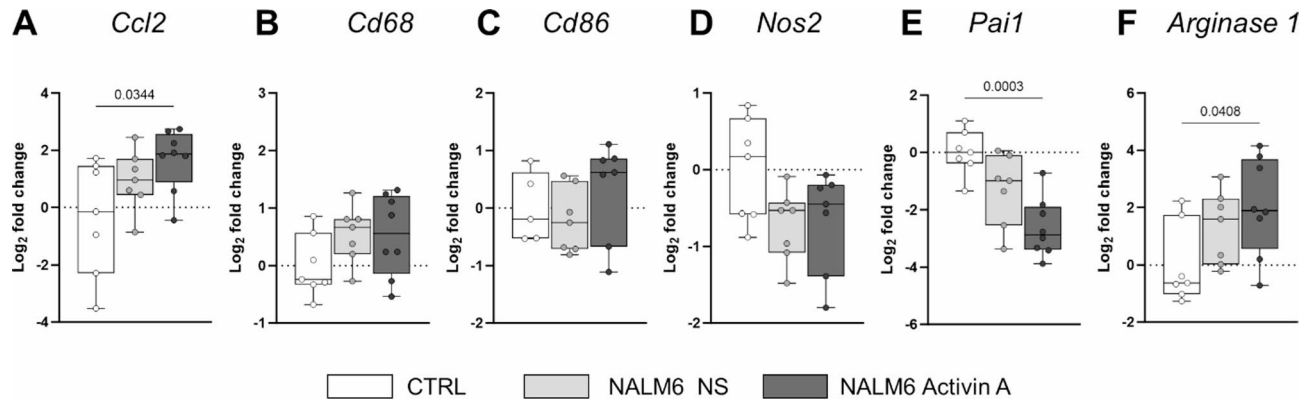 A Ccl2
B Cd68
C Cd86
D Nos2
E Pai1
F Arginase 1
Log2 fold change
4
2
0
-2
-4
0.0344
Log2 fold change
3
2
1
0
-1
Log2 fold change
2
1
0
-1
-2
Log2 fold change
1
0
-1
-2
Log2 fold change
2
0
-2
-4
-6
0.0003
Log2 fold change
6
4
2
0
-2
0.0408
CTRL
NALM6 NS
NALM6 Activin A